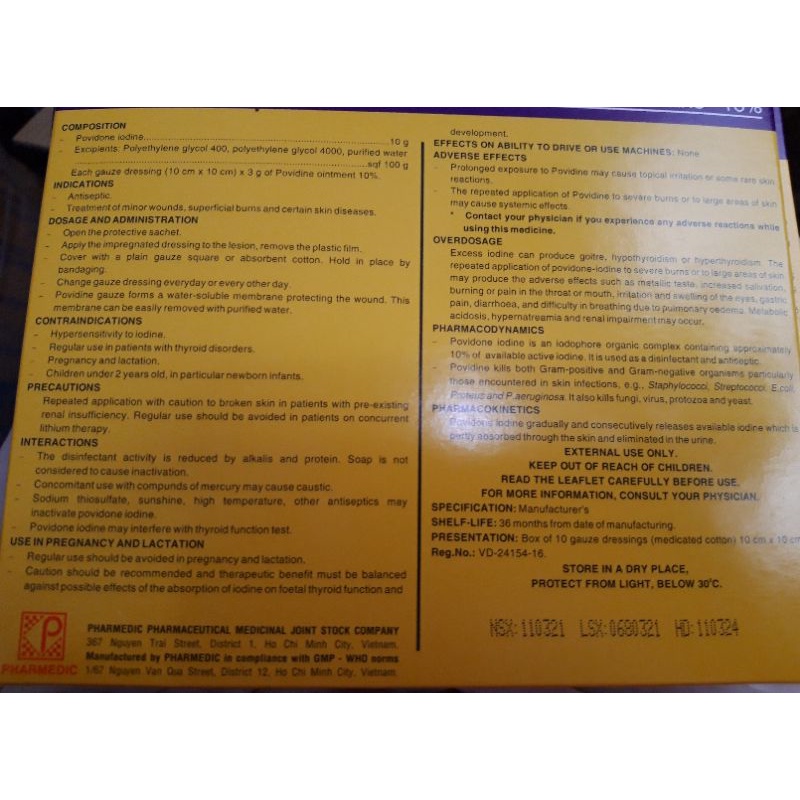 10%
COMPOSITION
- Povidone iodine..........................................................................10 g
- Excipients: Polyethylene glycol 400, polyethylene glycol 4000, purified water
..........................................................................sqf 100 g
Each gauze dressing (10 cm x 10 cm) x 3 g of Povidine ointment 10%.
INDICATIONS
- Antiseptic.
- Treatment of minor wounds, superficial burns and certain skin diseases.
DOSAGE AND ADMINISTRATION
- Open the protective sachet.
- Apply the impregnated dressing to the lesion, remove the plastic film.
- Cover with a plain gauze square or absorbent cotton. Hold in place by
bandaging.
- Change gauze dressing everyday or every other day.
- Povidine gauze forms a water-soluble membrane protecting the wound. This
membrane can be easily removed with purified water.
CONTRAINDICATIONS
- Hypersensitivity to iodine.
- Regular use in patients with thyroid disorders.
- Pregnancy and lactation.
- Children under 2 years old, in particular newborn infants.
PRECAUTIONS
Repeated application with caution to broken skin in patients with pre-existing
renal insufficiency. Regular use should be avoided in patients on concurrent
lithium therapy.
INTERACTIONS
- The disinfectant activity is reduced by alkalis and protein. Soap is not
considered to cause inactivation.
- Concomitant use with compunds of mercury may cause caustic.
- Sodium thiosulfate, sunshine, high temperature, other antiseptics may
inactivate povidone iodine.
- Povidone iodine may interfere with thyroid function test.
USE IN PREGNANCY AND LACTATION
- Regular use should be avoided in pregnancy and lactation.
- Caution should be recommended and therapeutic benefit must be balanced
against possible effects of the absorption of iodine on foetal thyroid function and
development.
EFFECTS ON ABILITY TO DRIVE OR USE MACHINES: None
ADVERSE EFFECTS
- Prolonged exposure to Povidine may cause topical irritation or some rare skin
reactions.
- The repeated application of Povidine to severe burns or to large areas of skin
may cause systemic effects.
* Contact your physician if you experience any adverse reactions while
using this medicine.
OVERDOSAGE
Excess iodine can produce goitre, hypothyroidism or hyperthyroidism. The
repeated application of povidone-iodine to severe burns or to large areas of skin
may produce the adverse effects such as metallic taste, increased salivation,
burning or pain in the throat or mouth, irritation and swelling of the eyes, gastric
pain, diarrhoea, and difficulty in breathing due to pulmonary oedema. Metabolic
acidosis, hypernatremia and renal impairment may occur.
PHARMACODYNAMICS
- Povidone iodine is an iodophore organic complex containing approximately
10% of available active iodine. It is used as a disinfectant and antiseptic.
- Povidine kills both Gram-positive and Gram-negative organisms particularly
those encountered in skin infections, e.g., Staphylococci, Streptococci, E.coli,
Proteus and P.aeruginosa. It also kills fungi, virus, protozoa and yeast.
PHARMACOKINETICS
Povidone iodine gradually and consecutively releases available iodine which is
partly absorbed through the skin and eliminated in the urine.
EXTERNAL USE ONLY.
KEEP OUT OF REACH OF CHILDREN.
READ THE LEAFLET CAREFULLY BEFORE USE.
FOR MORE INFORMATION, CONSULT YOUR PHYSICIAN.
SPECIFICATION: Manufacturer's
SHELF-LIFE: 36 months from date of manufacturing.
PRESENTATION: Box of 10 gauze dressings (medicated cotton) 10 cm x 10 cm
Reg.No.: VD-24154-16.
STORE IN A DRY PLACE,
PROTECT FROM LIGHT, BELOW 30°C.
NSX:110321 LSX:0680321 HD:110324
P
PHARMEDIC
PHARMEDIC PHARMACEUTICAL MEDICINAL JOINT STOCK COMPANY
367 Nguyen Trai Street, District 1, Ho Chi Minh City, Vietnam.
Manufactured by PHARMEDIC in compliance with GMP - WHO norms
1/67 Nguyen Van Qua Street, District 12, Ho Chi Minh City, Vietnam.